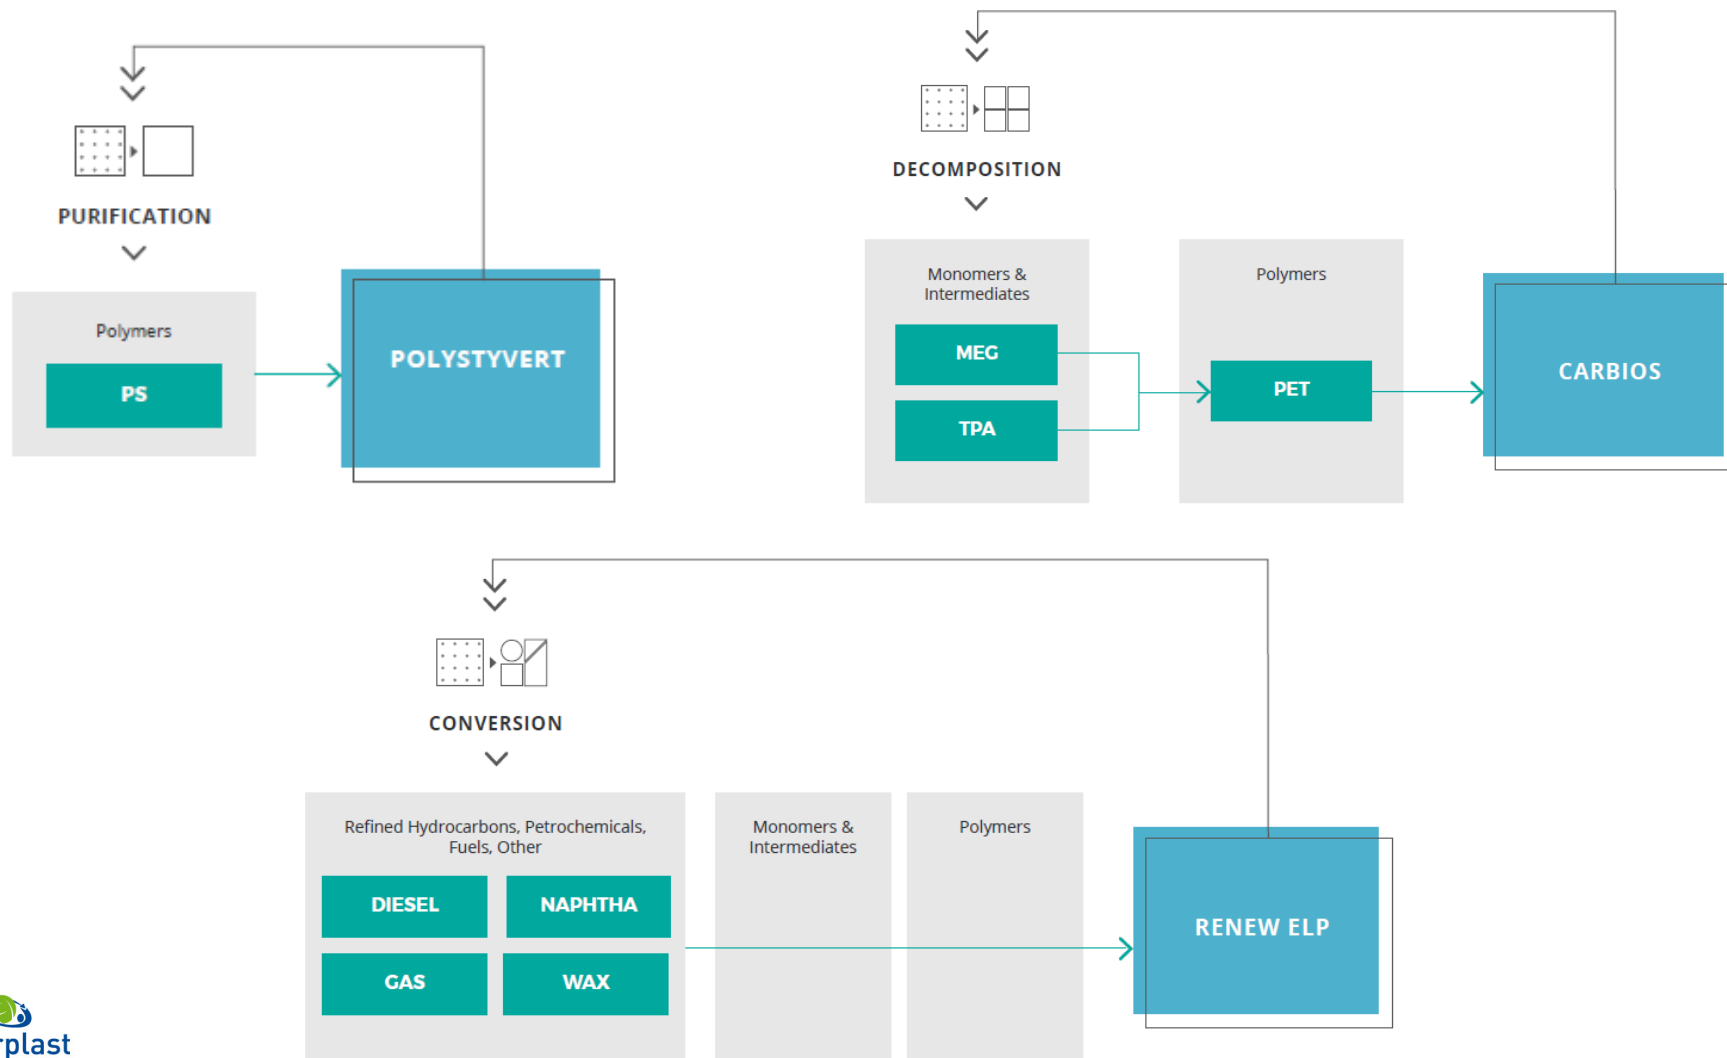 PURIFICATION
Polymers
PS
POLYSTYVERT
DECOMPOSITION
Monomers &
Intermediates
MEG
TPA
Polymers
PET
CARBIOS
CONVERSION
Refined Hydrocarbons, Petrochemicals,
Fuels, Other
DIESEL
NAPHTHA
GAS
WAX
Monomers &
Intermediates
Polymers
RENEW ELP